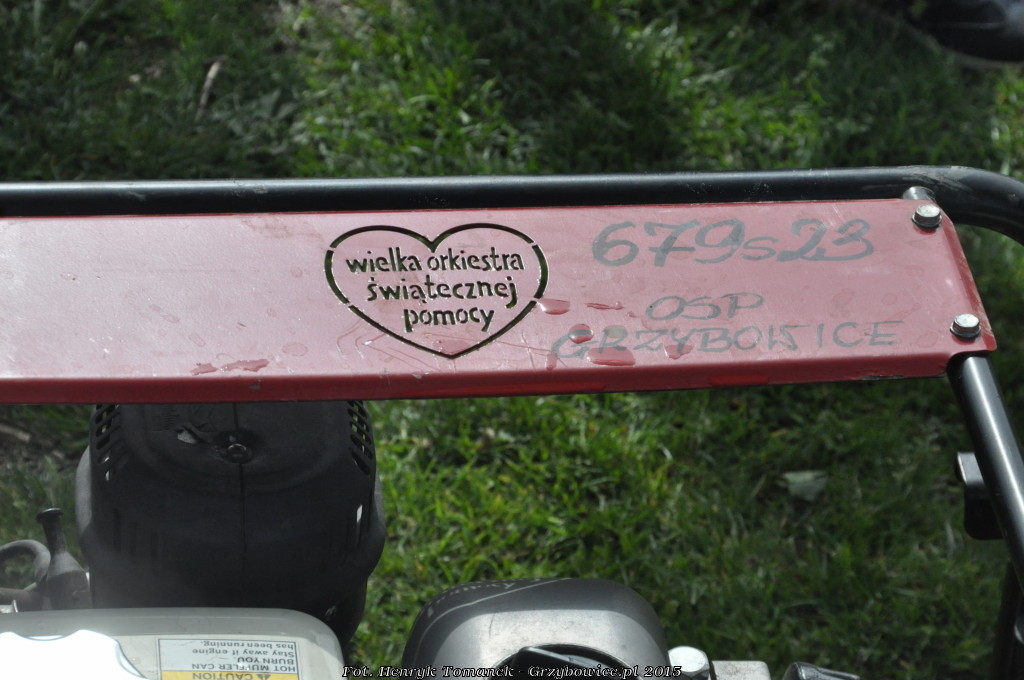 wielka orkiestra
świątecznej
pomocy
679s23
OSP
GRZYBOWICE
CAUTION
HOT MUFFLER CAN
BURN YOU.
Stay away if engine
has been running.
Fot. Henryk Tomanek - Grzybowice.pl 2015